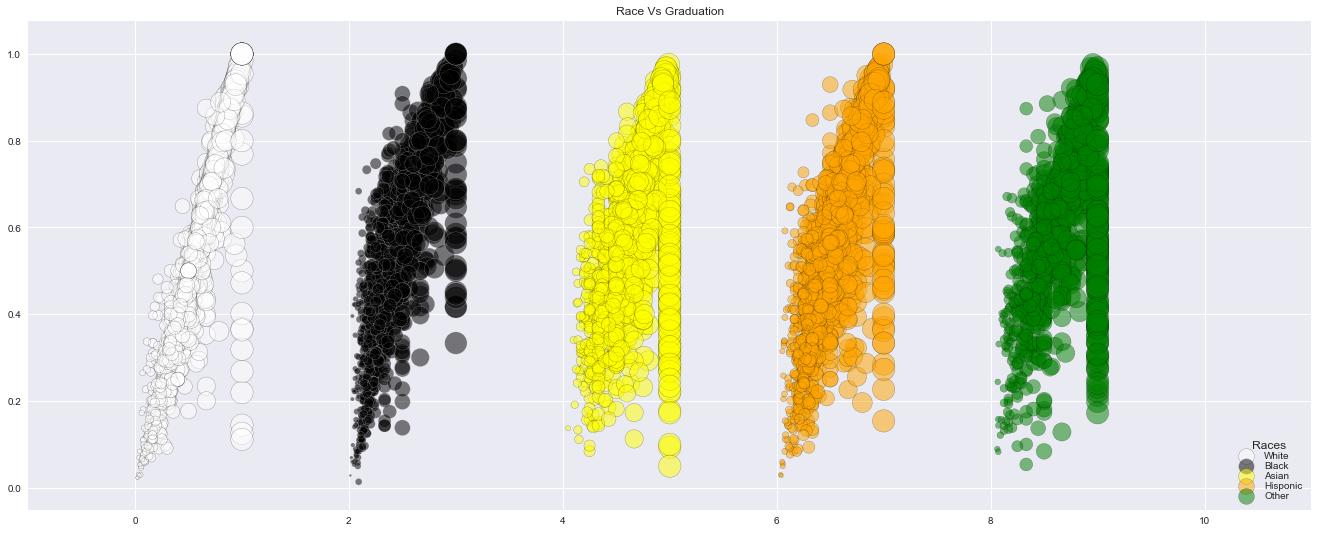 Race Vs Graduation
1.0
0.8
0.6
0.4
0.2
0.0
Races
White
Black
Asian
Hisponic
Other
0 2 4 6 8 10